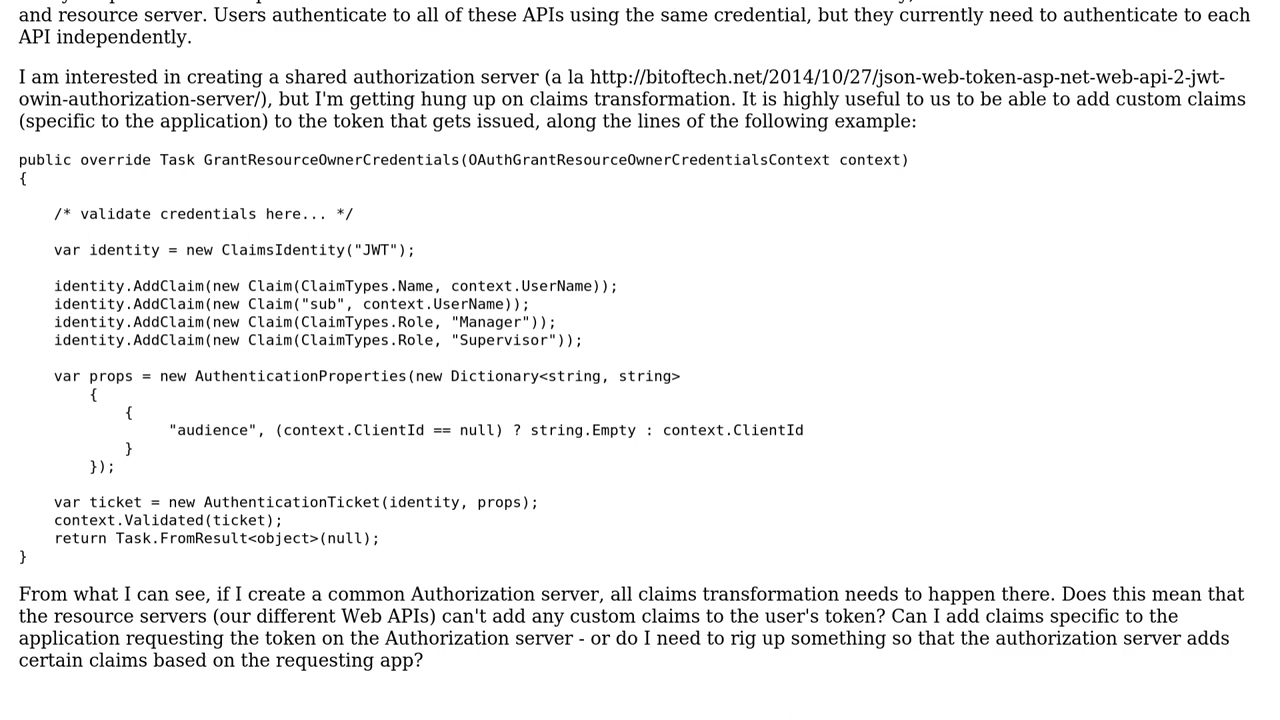 and resource server. Users authenticate to all of these APIs using the same credential, but they currently need to authenticate to each
API independently.
I am interested in creating a shared authorization server (a la http://bitoftech.net/2014/10/27/json-web-token-asp-net-web-api-2-jwt-
owin-authorization-server/), but I'm getting hung up on claims transformation. It is highly useful to us to be able to add custom claims
(specific to the application) to the token that gets issued, along the lines of the following example:
public override Task GrantResourceOwnerCredentials(OAuthGrantResourceOwnerCredentialsContext context)
{
    /* validate credentials here... */
    var identity = new ClaimsIdentity("JWT");
    identity.AddClaim(new Claim(ClaimTypes.Name, context.UserName));
    identity.AddClaim(new Claim("sub", context.UserName));
    identity.AddClaim(new Claim(ClaimTypes.Role, "Manager"));
    identity.AddClaim(new Claim(ClaimTypes.Role, "Supervisor"));
    var props = new AuthenticationProperties(new Dictionary<string, string>
        {
            {
                 "audience", (context.ClientId == null) ? string.Empty : context.ClientId
            }
        });
    var ticket = new AuthenticationTicket(identity, props);
    context.Validated(ticket);
    return Task.FromResult<object>(null);
}
From what I can see, if I create a common Authorization server, all claims transformation needs to happen there. Does this mean that
the resource servers (our different Web APIs) can't add any custom claims to the user's token? Can I add claims specific to the
application requesting the token on the Authorization server - or do I need to rig up something so that the authorization server adds
certain claims based on the requesting app?